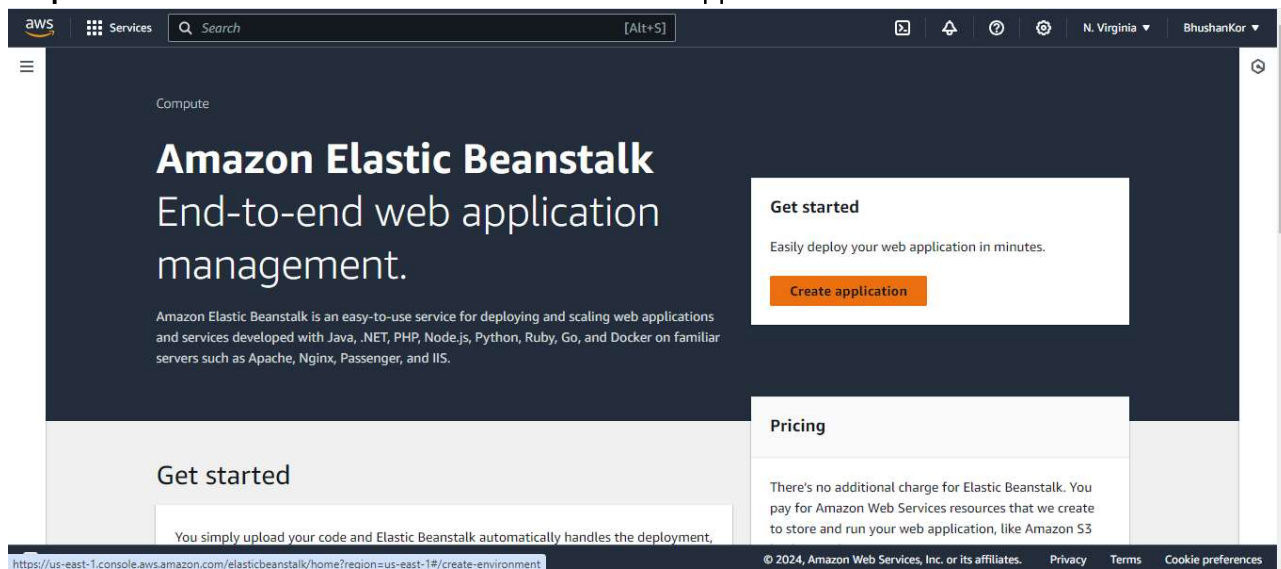 aws
Services
Search
[Alt+S]
N. Virginia ▼
BhushanKor ▼
Compute
Amazon Elastic Beanstalk
End-to-end web application
management.
Amazon Elastic Beanstalk is an easy-to-use service for deploying and scaling web applications
and services developed with Java, .NET, PHP, Node.js, Python, Ruby, Go, and Docker on familiar
servers such as Apache, Nginx, Passenger, and IIS.
Get started
Easily deploy your web application in minutes.
Create application
Pricing
There's no additional charge for Elastic Beanstalk. You
pay for Amazon Web Services resources that we create
to store and run your web application, like Amazon S3
Get started
You simply upload your code and Elastic Beanstalk automatically handles the deployment,
https://us-east-1.console.aws.amazon.com/elasticbeanstalk/home?region=us-east-1#/create-environment
© 2024, Amazon Web Services, Inc. or its affiliates.
Privacy
Terms
Cookie preferences